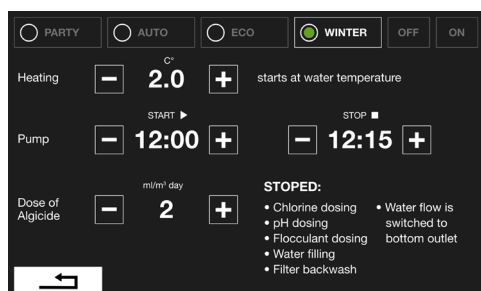 PARTY AUTO ECO WINTER OFF ON
C°
Heating − 2.0 + starts at water temperature
START ▶ STOP ■
Pump − 12:00 + − 12:15 +
ml/m³ day
Dose of
Algicide − 2 +
STOPED:
• Chlorine dosing
• pH dosing
• Flocculant dosing
• Water filling
• Filter backwash
• Water flow is
switched to
bottom outlet